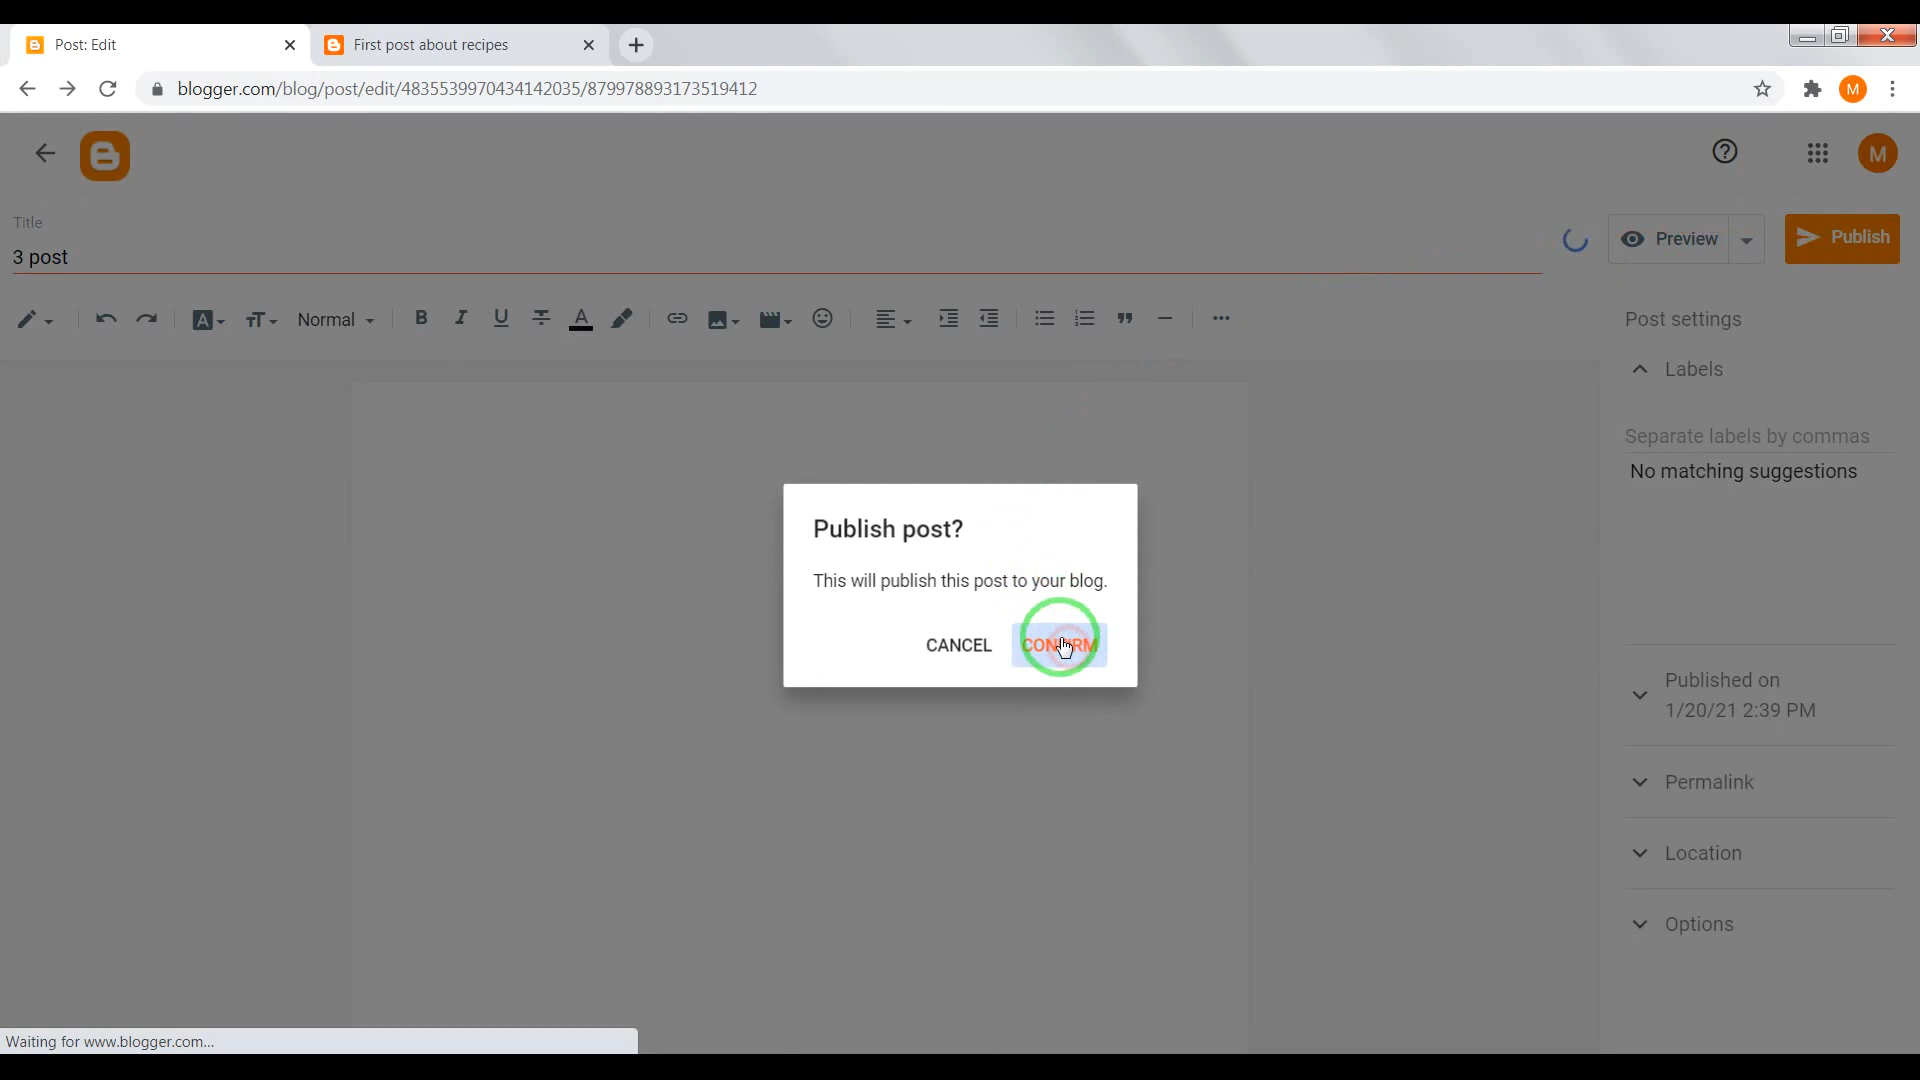 Post: Edit
First post about recipes
blogger.com/blog/post/edit/4835539970434142035/879978893173519412
M
M
Title
3 post
Preview
Publish
Normal
Post settings
Labels
Separate labels by commas
No matching suggestions
Publish post?
This will publish this post to your blog.
CANCEL
CONFIRM
Published on
1/20/21 2:39 PM
Permalink
Location
Options
Waiting for www.blogger.com...